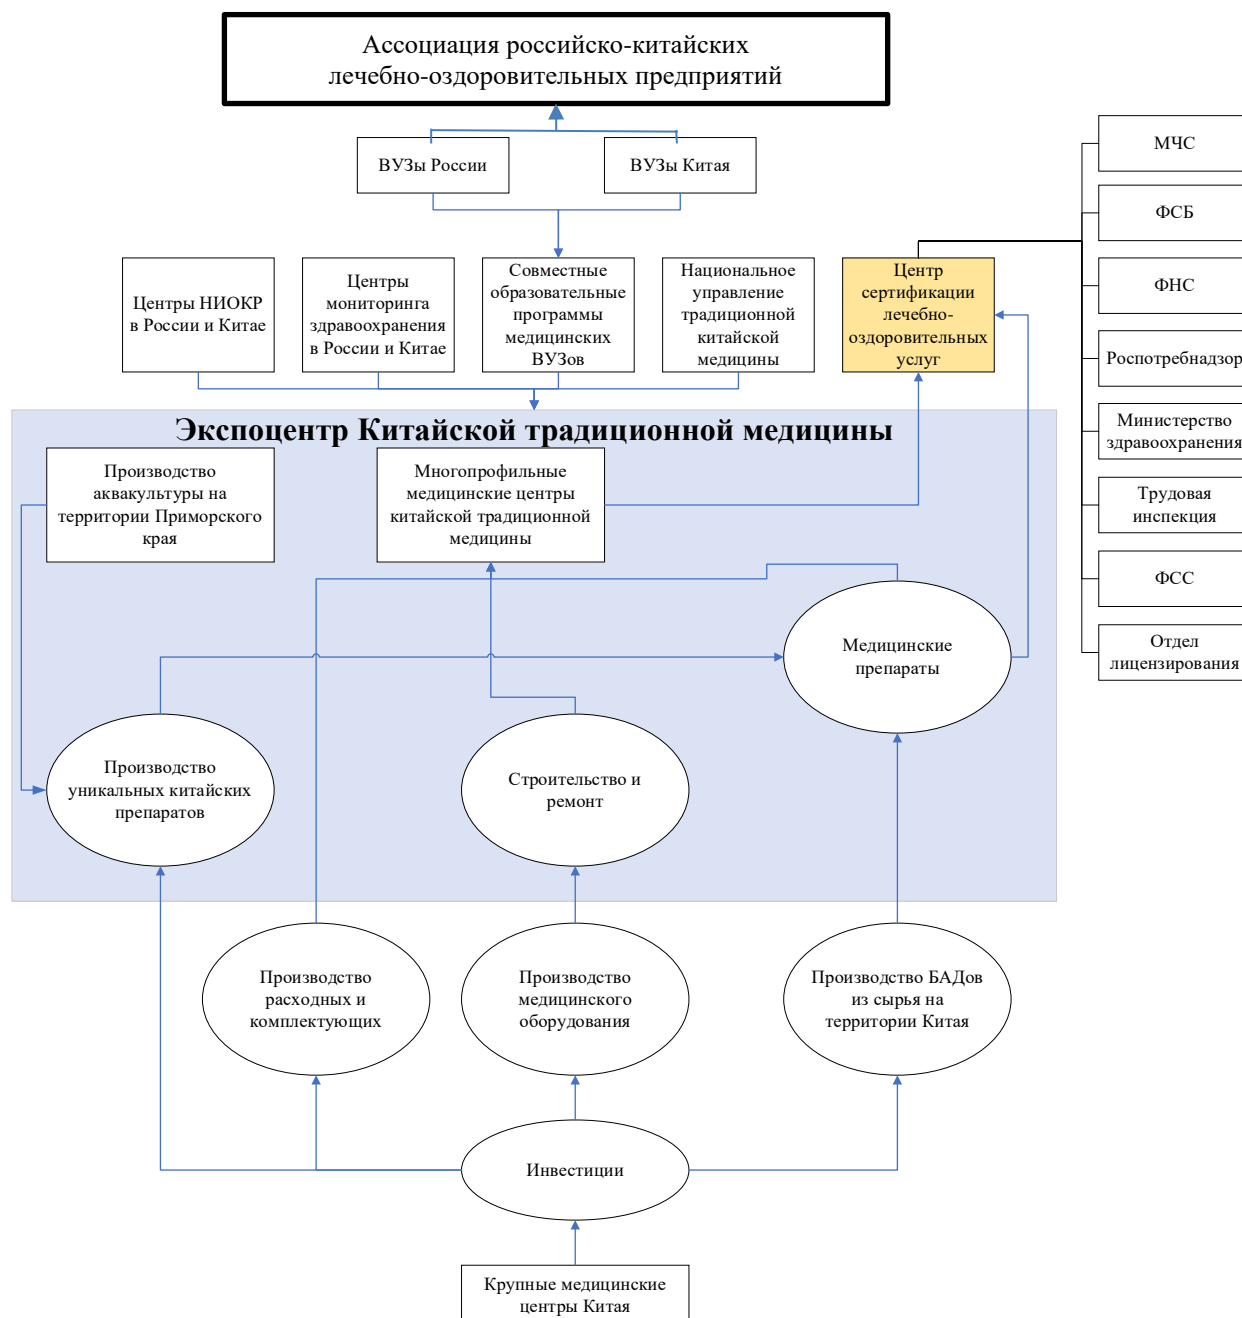 Ассоциация российско-китайских
лечебно-оздоровительных предприятий
ВУЗы России
ВУЗы Китая
МЧС
ФСБ
ФНС
Роспотребнадзор
Министерство
здравоохранения
Трудовая
инспекция
ФСС
Отдел
лицензирования
Центры НИОКР
в России и Китае
Центры
мониторинга
здравоохранения
в России и Китае
Совместные
образовательные
программы
медицинских
ВУЗов
Национальное
управление
традиционной
китайской
медицины
Центр
сертификации
лечебно-
оздоровительных
услуг
Экспоцентр Китайской традиционной медицины
Производство
аквакультуры на
территории Приморского
края
Многопрофильные
медицинские центры
китайской традиционной
медицины
Медицинские
препараты
Производство
уникальных китайских
препаратов
Строительство и
ремонт
Производство
расходных и
комплектующих
Производство
медицинского
оборудования
Производство БАДов
из сырья на
территории Китая
Инвестиции
Крупные медицинские
центры Китая